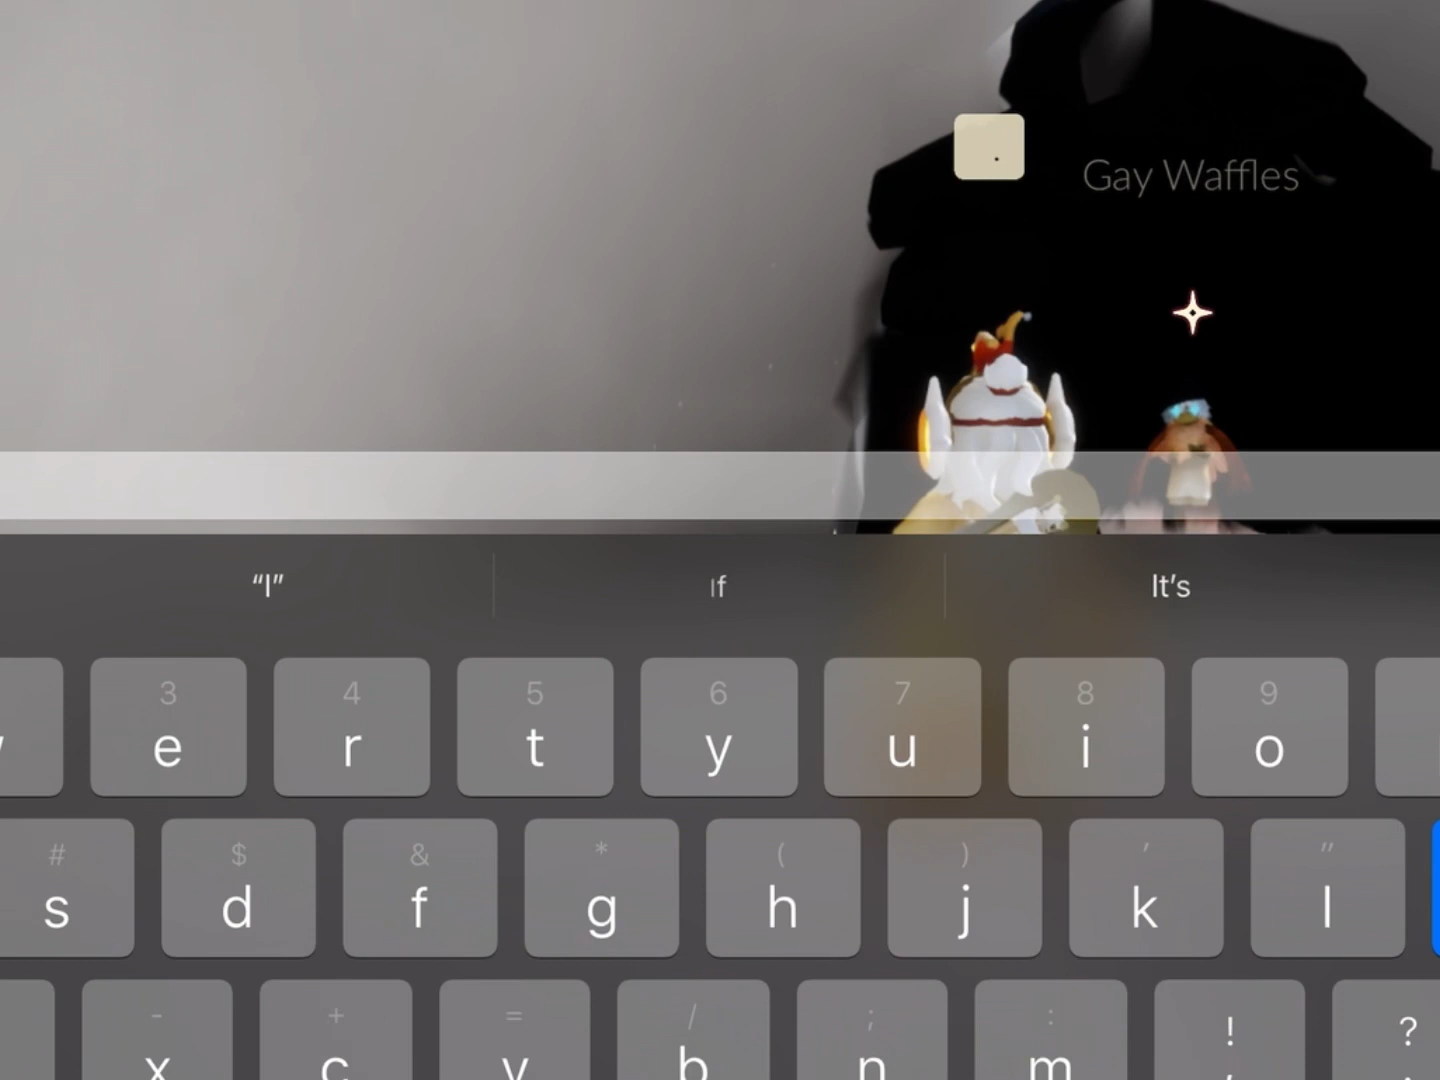 .
Gay Waffles
“I” If It’s
3 4 5 6 7 8 9
e r t y u i o
# $ & * ( ) ' "
s d f g h j k l
- + = / ; : ! ?
x c v b n m